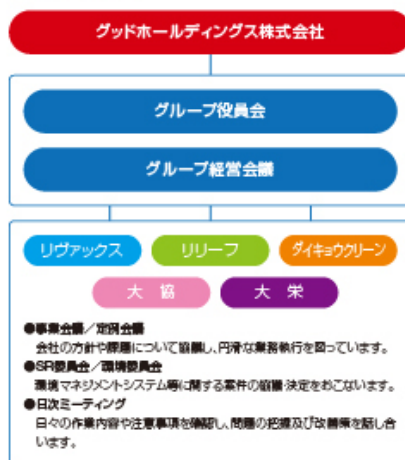 グッドホールディングス株式会社
グループ役員会
グループ経営会議
リヴァックス リリーフ ダイキョウクリーン
大協 大栄
●事業会議／定例会議
会社の方針や課題について協議し、円滑な業務執行を図っています。
●SR委員会／環境委員会
環境マネジメントシステム等に関する案件の協議・決定をおこないます。
●日次ミーティング
日々の作業内容や注意事項を確認し、問題の把握及び改善策を話し合
います。